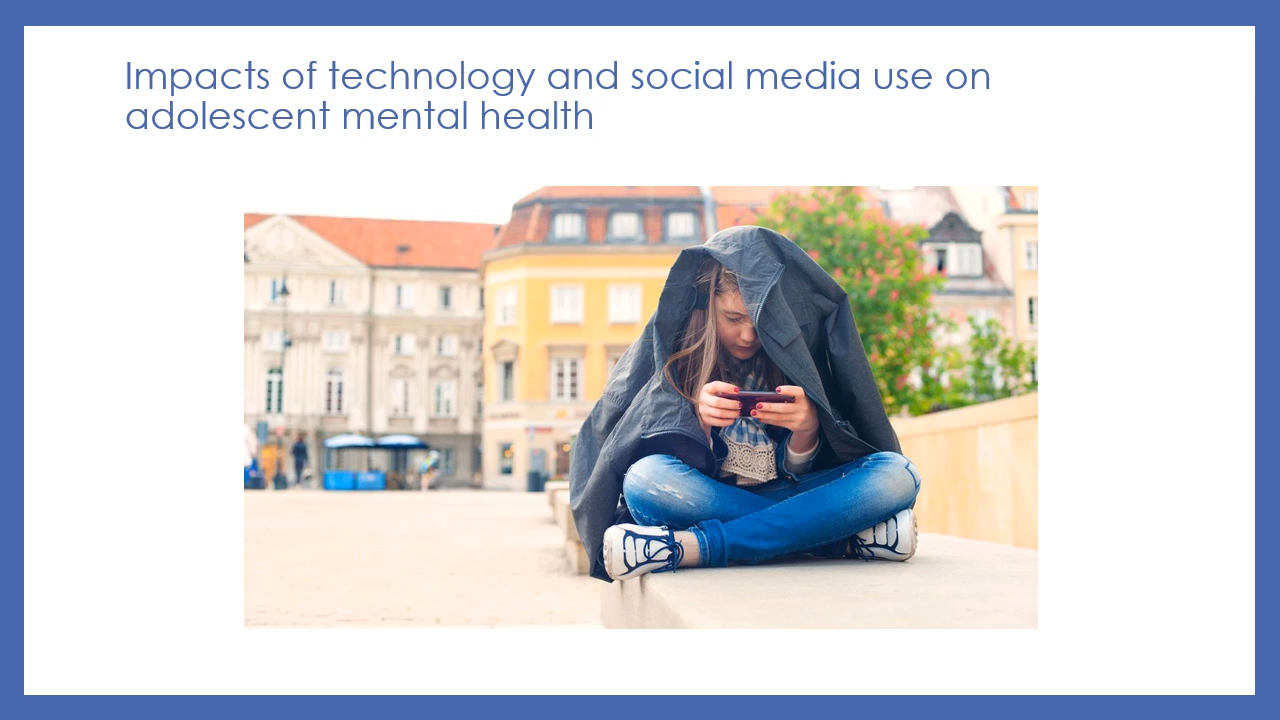 Impacts of technology and social media use on
adolescent mental health